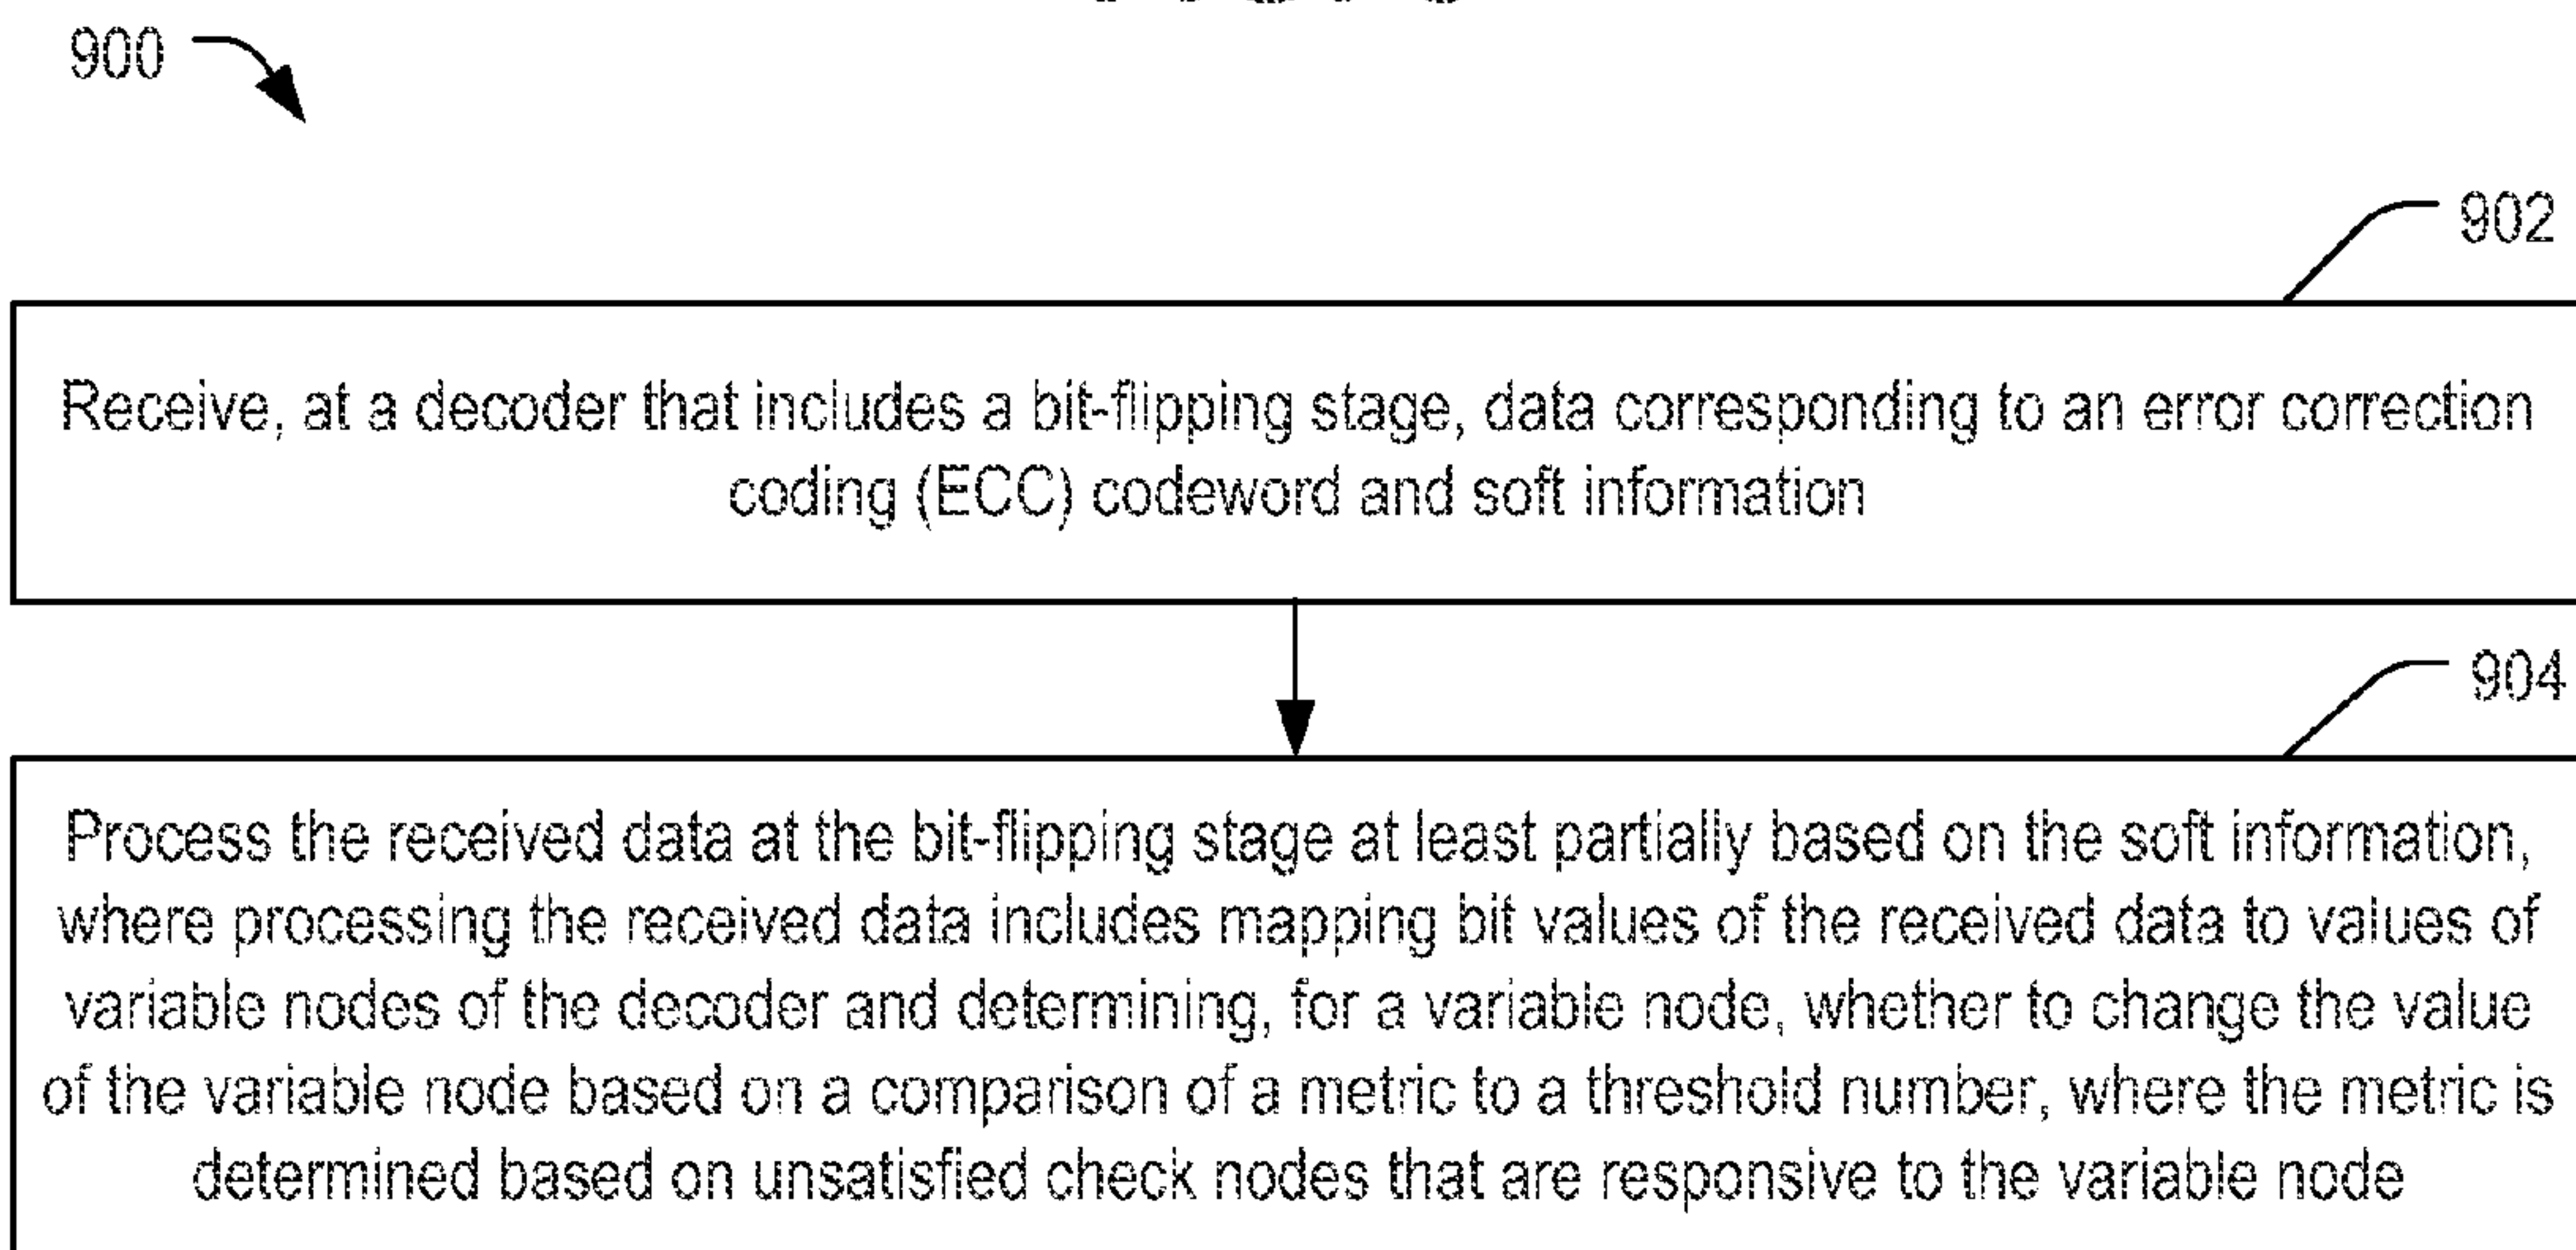 900
902
Receive, at a decoder that includes a bit-flipping stage, data corresponding to an error correction
coding (ECC) codeword and soft information
904
Process the received data at the bit-flipping stage at least partially based on the soft information,
where processing the received data includes mapping bit values of the received data to values of
variable nodes of the decoder and determining, for a variable node, whether to change the value
of the variable node based on a comparison of a metric to a threshold number, where the metric is
determined based on unsatisfied check nodes that are responsive to the variable node